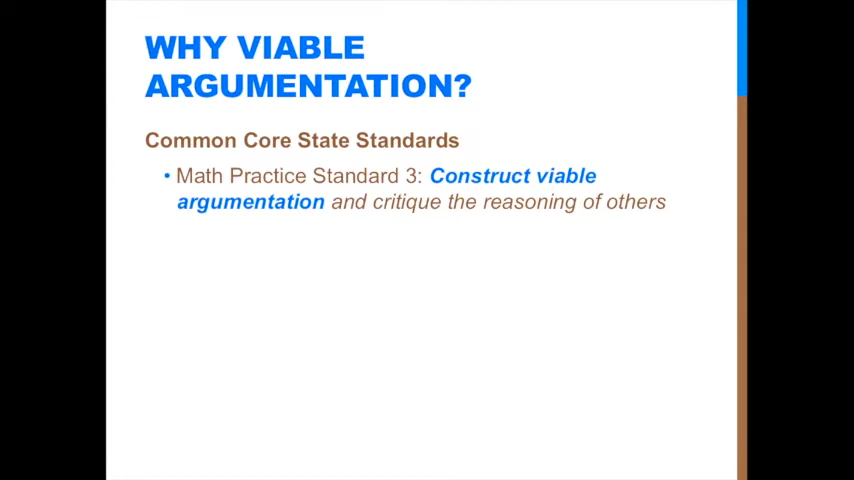 WHY VIABLE
ARGUMENTATION?
Common Core State Standards
• Math Practice Standard 3: Construct viable
argumentation and critique the reasoning of others